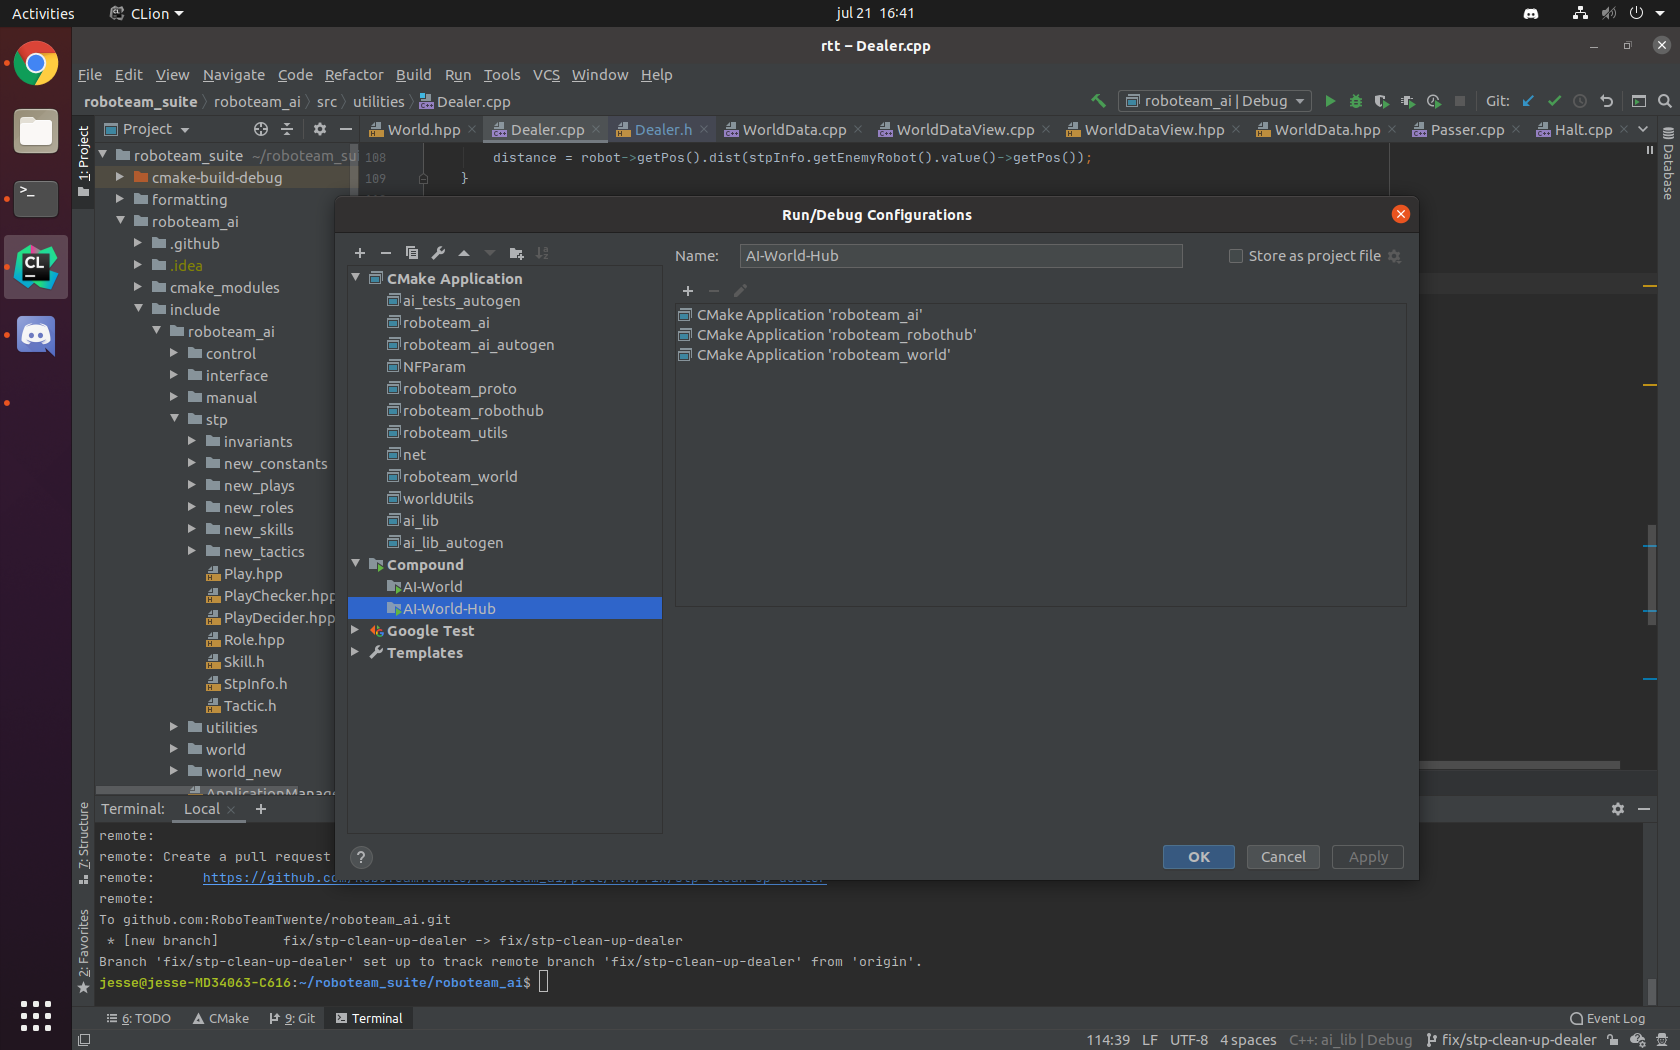 Activities
CLion
jul 21 16:41
rtt – Dealer.cpp
File Edit View Navigate Code Refactor Build Run Tools VCS Window Help
roboteam_suite roboteam_ai src utilities Dealer.cpp
roboteam_ai | Debug
Git:
1: Project
Project
World.hpp Dealer.cpp Dealer.h WorldData.cpp WorldDataView.cpp WorldDataView.hpp WorldData.hpp Passer.cpp Halt.cpp
Database
roboteam_suite
cmake-build-debug
formatting
roboteam_ai
.github
.idea
cmake_modules
include
roboteam_ai
control
interface
manual
stp
invariants
new_constants
new_plays
new_roles
new_skills
new_tactics
Play.hpp
PlayChecker.hpp
PlayDecider.hpp
Role.hpp
Skill.h
StpInfo.h
Tactic.h
utilities
world
world_new
108 distance = robot->getPos().dist(stpInfo.getEnemyRobot().value()->getPos());
109 }
Run/Debug Configurations
CMake Application
ai_tests_autogen
roboteam_ai
roboteam_ai_autogen
NFParam
roboteam_proto
roboteam_robothub
roboteam_utils
net
roboteam_world
worldUtils
ai_lib
ai_lib_autogen
Compound
AI-World
AI-World-Hub
Google Test
Templates
Name: AI-World-Hub
Store as project file
CMake Application 'roboteam_ai'
CMake Application 'roboteam_robothub'
CMake Application 'roboteam_world'
?
OK Cancel Apply
7: Structure
2: Favorites
Terminal: Local
remote:
remote: Create a pull request
remote:
remote:
To github.com:RoboTeamTwente/roboteam_ai.git
* [new branch] fix/stp-clean-up-dealer -> fix/stp-clean-up-dealer
Branch 'fix/stp-clean-up-dealer' set up to track remote branch 'fix/stp-clean-up-dealer' from 'origin'.
jesse@jesse-MD34063-C616:~/roboteam_suite/roboteam_ai$
6: TODO CMake 9: Git Terminal Event Log
114:39 LF UTF-8 4 spaces C++: ai_lib | Debug fix/stp-clean-up-dealer